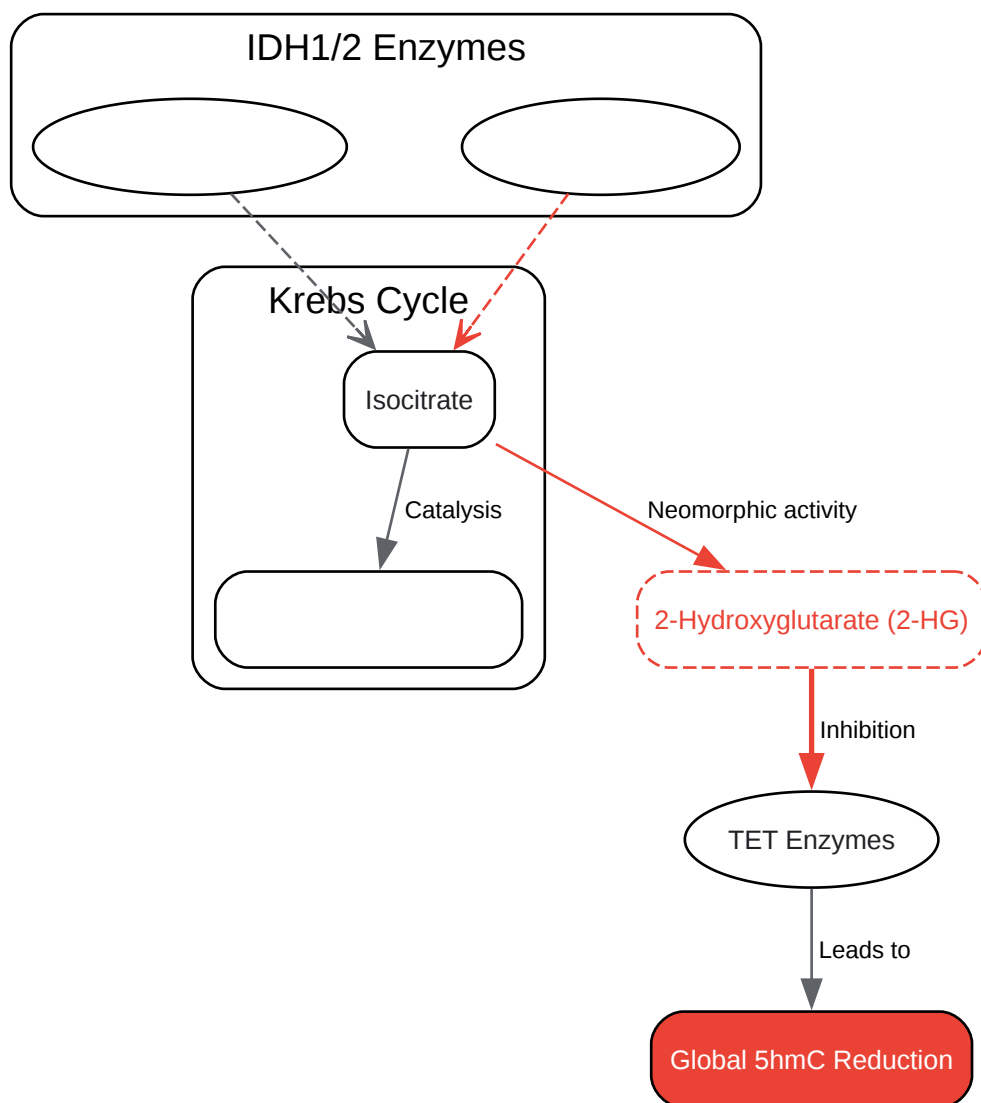 IDH1/2 Enzymes
Krebs Cycle
Isocitrate
Catalysis
Neomorphic activity
2-Hydroxyglutarate (2-HG)
Inhibition
TET Enzymes
Leads to
Global 5hmC Reduction